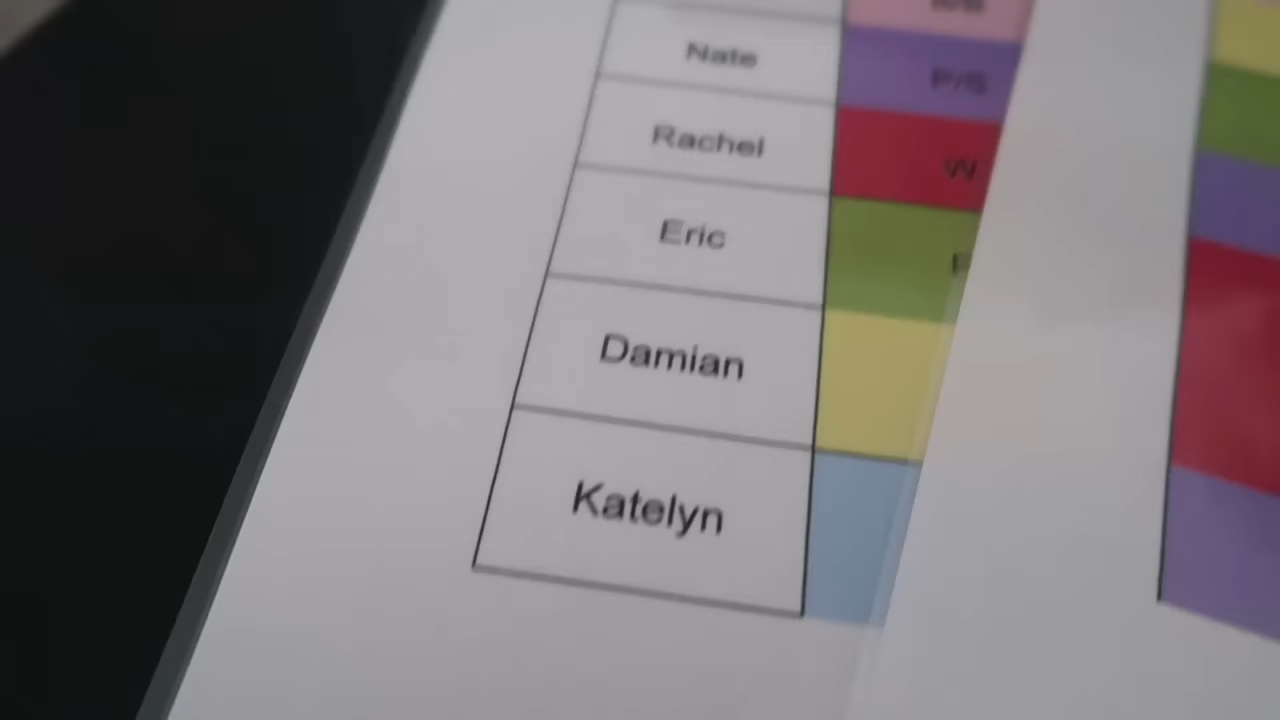 Nate P/S
Rachel W
Eric
Damian
Katelyn